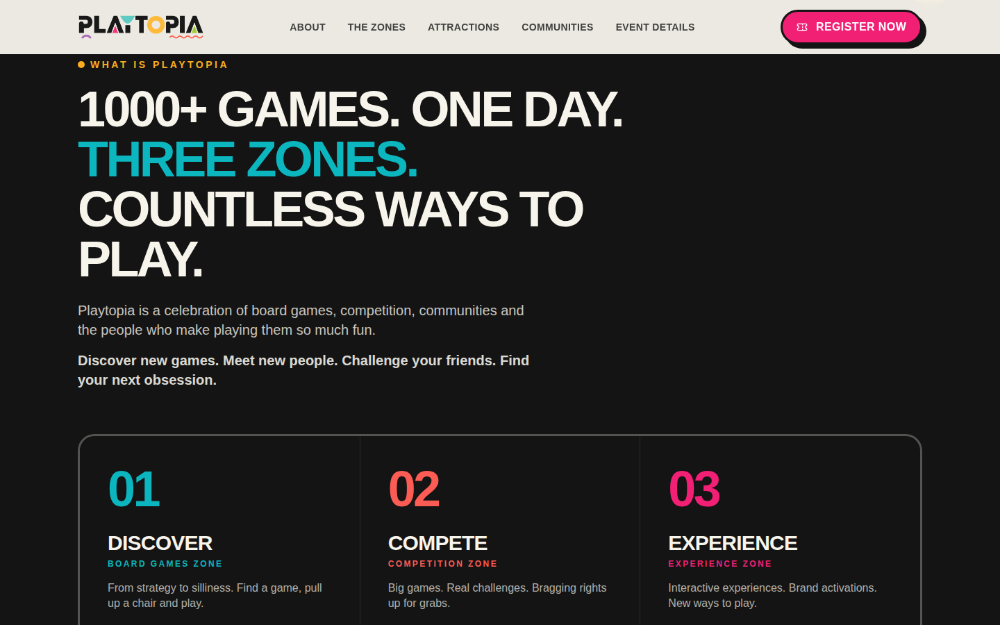 PLAYTOPIA
ABOUT
THE ZONES
ATTRACTIONS
COMMUNITIES
EVENT DETAILS
REGISTER NOW
WHAT IS PLAYTOPIA
1000+ GAMES. ONE DAY.
THREE ZONES.
COUNTLESS WAYS TO
PLAY.
Playtopia is a celebration of board games, competition, communities and
the people who make playing them so much fun.
Discover new games. Meet new people. Challenge your friends. Find
your next obsession.
01
DISCOVER
BOARD GAMES ZONE
From strategy to silliness. Find a game, pull
up a chair and play.
02
COMPETE
COMPETITION ZONE
Big games. Real challenges. Bragging rights
up for grabs.
03
EXPERIENCE
EXPERIENCE ZONE
Interactive experiences. Brand activations.
New ways to play.